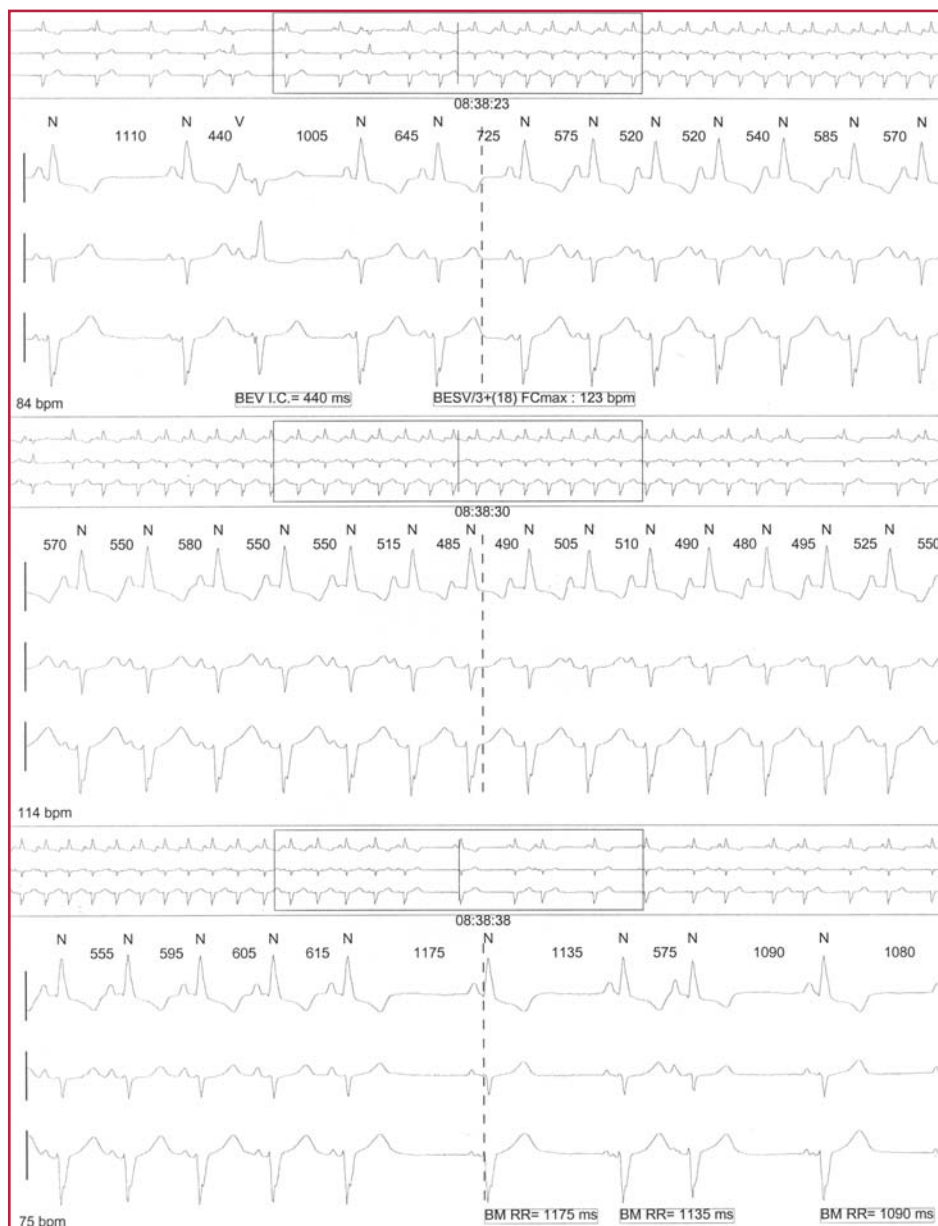 08:38:23
N N V N N N N N N N N N
1110 440 1005 645 725 575 520 520 540 585 570
84 bpm
BEV I.C.= 440 ms BESV/3+(18) FCmax : 123 bpm
08:38:30
N N N N N N N N N N N N N N
570 550 580 550 550 515 485 490 505 510 490 480 495 525 550
114 bpm
08:38:38
N N N N N N N N N
555 595 605 615 1175 1135 575 1090 1080
75 bpm
BM RR= 1175 ms BM RR= 1135 ms BM RR= 1090 ms